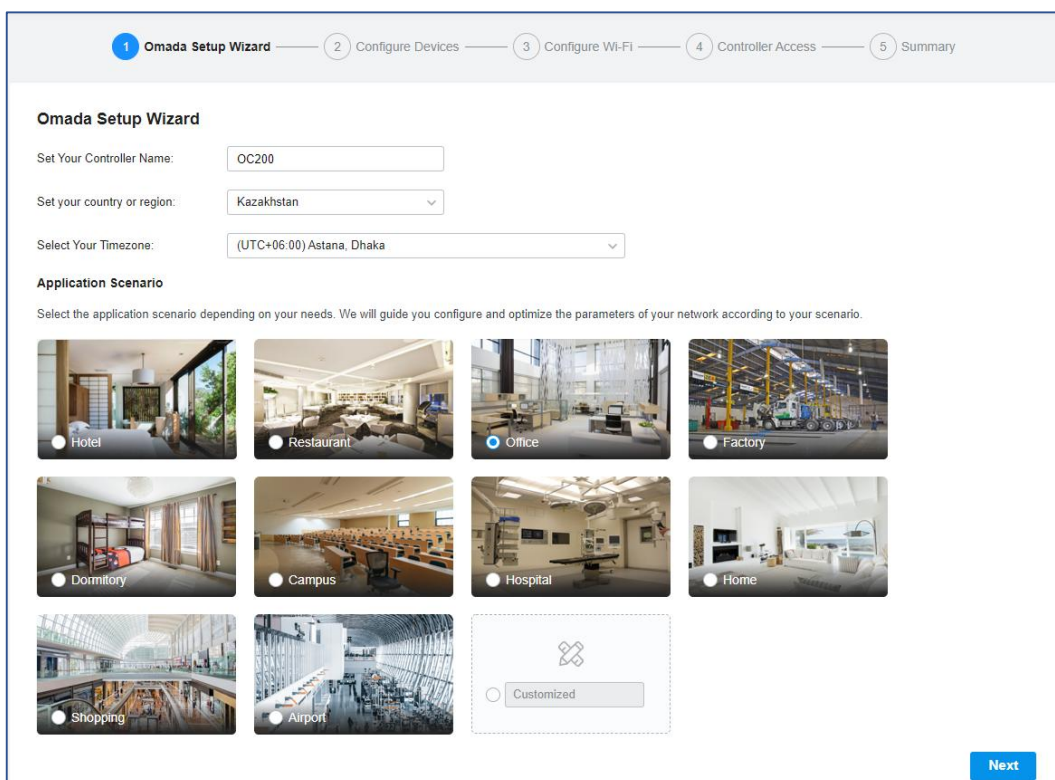 1 Omada Setup Wizard 2 Configure Devices 3 Configure Wi-Fi 4 Controller Access 5 Summary
Omada Setup Wizard
Set Your Controller Name: OC200
Set your country or region: Kazakhstan
Select Your Timezone: (UTC+06:00) Astana, Dhaka
Application Scenario
Select the application scenario depending on your needs. We will guide you configure and optimize the parameters of your network according to your scenario.
Hotel Restaurant Office Factory
Dormitory Campus Hospital Home
Shopping Airport Customized
Next